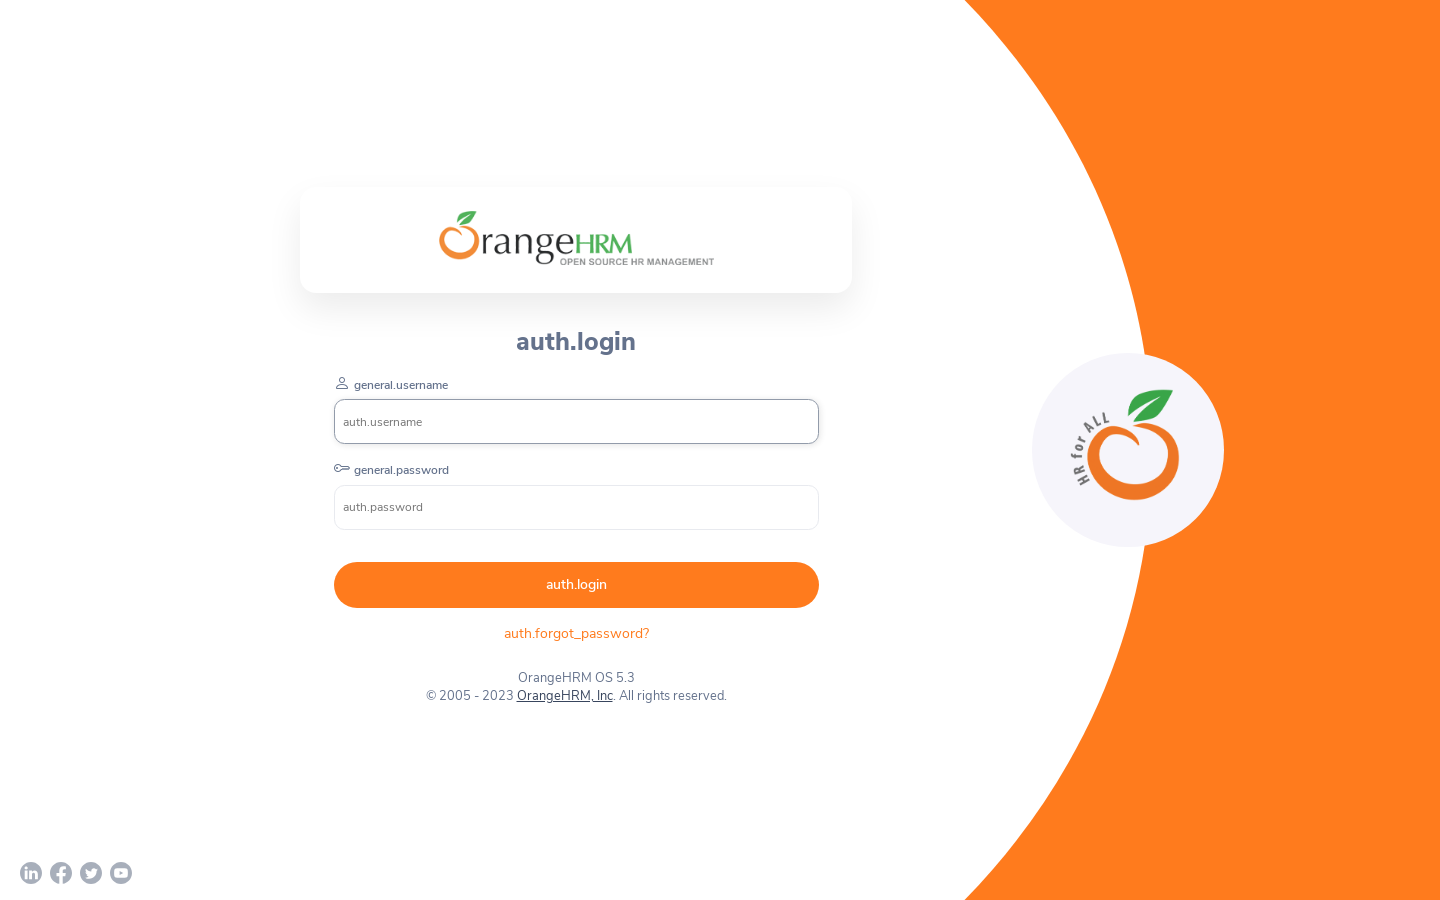 OrangeHRM
OPEN SOURCE HR MANAGEMENT
auth.login
general.username
auth.username
general.password
auth.password
auth.login
auth.forgot_password?
OrangeHRM OS 5.3
© 2005 - 2023 OrangeHRM, Inc. All rights reserved.
HR for ALL
in